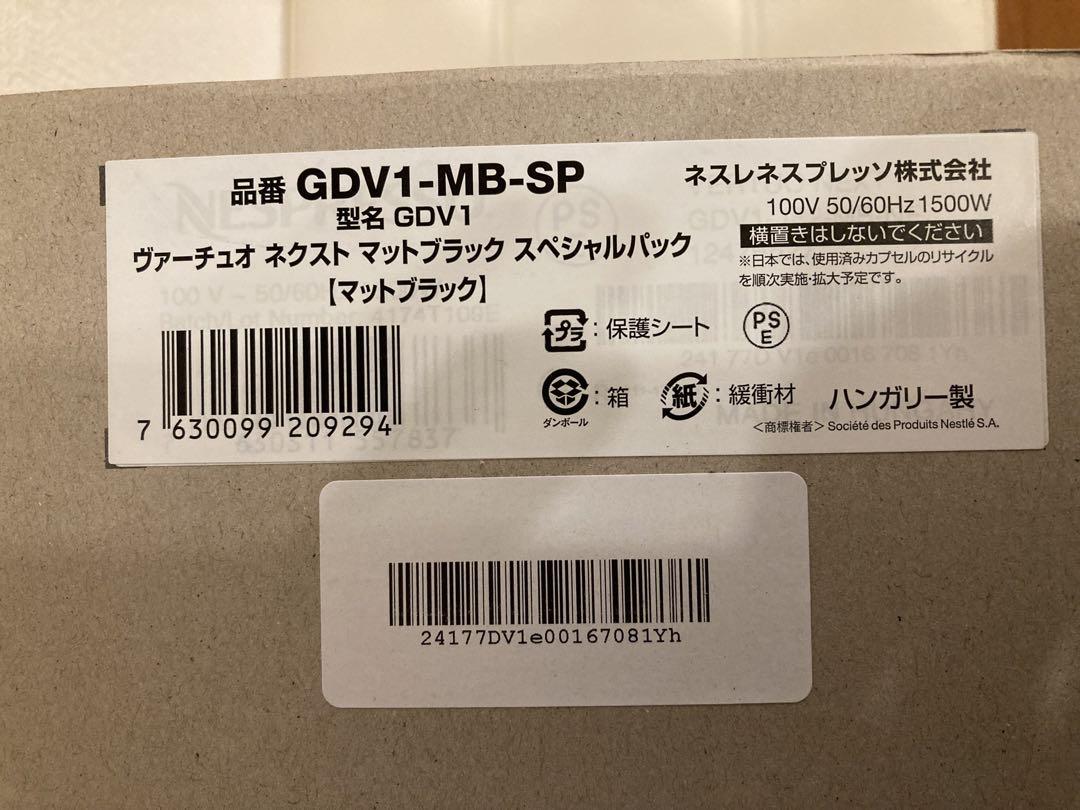 品番 GDV1-MB-SP
型名 GDV1
ヴァーチュオ ネクスト マットブラック スペシャルパック
【マットブラック】
7 630099 209294
ネスレネスプレッソ株式会社
100V 50/60Hz 1500W
横置きはしないでください
※日本では、使用済みカプセルのリサイクル
を順次実施・拡大予定です。
プラ : 保護シート
PS
E
ダンボール : 箱
紙 : 緩衝材
ハンガリー製
<商標権者> Société des Produits Nestlé S.A.
24177DV1e00167081Yh